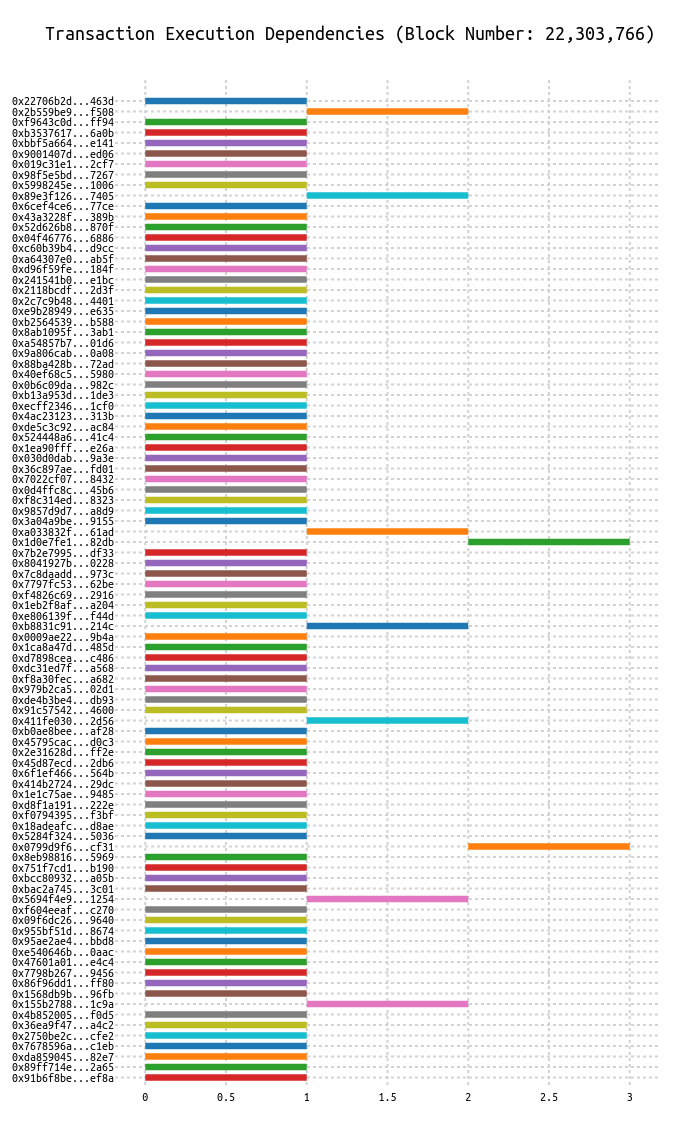 Transaction Execution Dependencies (Block Number: 22,303,766)
0x22706b2d...463d
0x2b559be9...f508
0xf9643c0d...ff94
0xb3537617...6a0b
0xbbf5a664...e141
0x9001407d...ed06
0x019c31e1...2cf7
0x98f5e5bd...7267
0x5998245e...1006
0x89e3f126...7405
0x6cef4ce6...77ce
0x43a3228f...389b
0x52d626b8...870f
0x04f46776...6886
0xc60b39b4...d9cc
0xa64307e0...ab5f
0xd96f59fe...184f
0x241541b0...e1bc
0x2118bcdf...2d3f
0x2c7c9b48...4401
0xe9b28949...e635
0xb2564539...b588
0x8ab1095f...3ab1
0xa54857b7...01d6
0x9a806cab...0a08
0x88ba428b...72ad
0x40ef68c5...5980
0x0b6c09da...982c
0xb13a953d...1de3
0xecff2346...1cf0
0x4ac23123...313b
0xde5c3c92...ac84
0x524448a6...41c4
0x1ea90fff...e26a
0x030d0dab...9a3e
0x36c897ae...fd01
0x7022cf07...8432
0x0d4ffc8c...45b6
0xf8c314ed...8323
0x9857d9d7...a8d9
0x3a04a9be...9155
0xa033832f...61ad
0x1d0e7fe1...82db
0x7b2e7995...df33
0x8041927b...0228
0x7c8daadd...973c
0x7797fc53...62be
0xf4826c69...2916
0x1eb2f8af...a204
0xe806139f...f44d
0xb8831c91...214c
0x0009ae22...9b4a
0x1ca8a47d...485d
0xd7898cea...c486
0xdc31ed7f...a568
0xf8a30fec...a682
0x979b2ca5...02d1
0xde4b3be4...db93
0x91c57542...4600
0x411fe030...2d56
0xb0ae8bee...af28
0x45795cac...d0c3
0x2e31628d...ff2e
0x45d87ecd...2db6
0x6f1ef466...564b
0x414b2724...29dc
0x1e1c75ae...9485
0xd8f1a191...222e
0xf0794395...f3bf
0x18adeafc...d8ae
0x5284f324...5036
0x0799d9f6...cf31
0x8eb98816...5969
0x751f7cd1...b190
0xbcc80932...a05b
0xbac2a745...3c01
0x5694f4e9...1254
0xf604eeaf...c270
0x09f6dc26...9640
0x955bf51d...8674
0x95ae2ae4...bbd8
0xe540646b...0aac
0x47601a01...e4c4
0x7798b267...9456
0x86f96dd1...ff80
0x1568db9b...96fb
0x155b2788...1c9a
0x4b852005...f0d5
0x36ea9f47...a4c2
0x2750be2c...cfe2
0x7678596a...c1eb
0xda859045...82e7
0x89ff714e...2a65
0x91b6f8be...ef8a
0 0.5 1 1.5 2 2.5 3